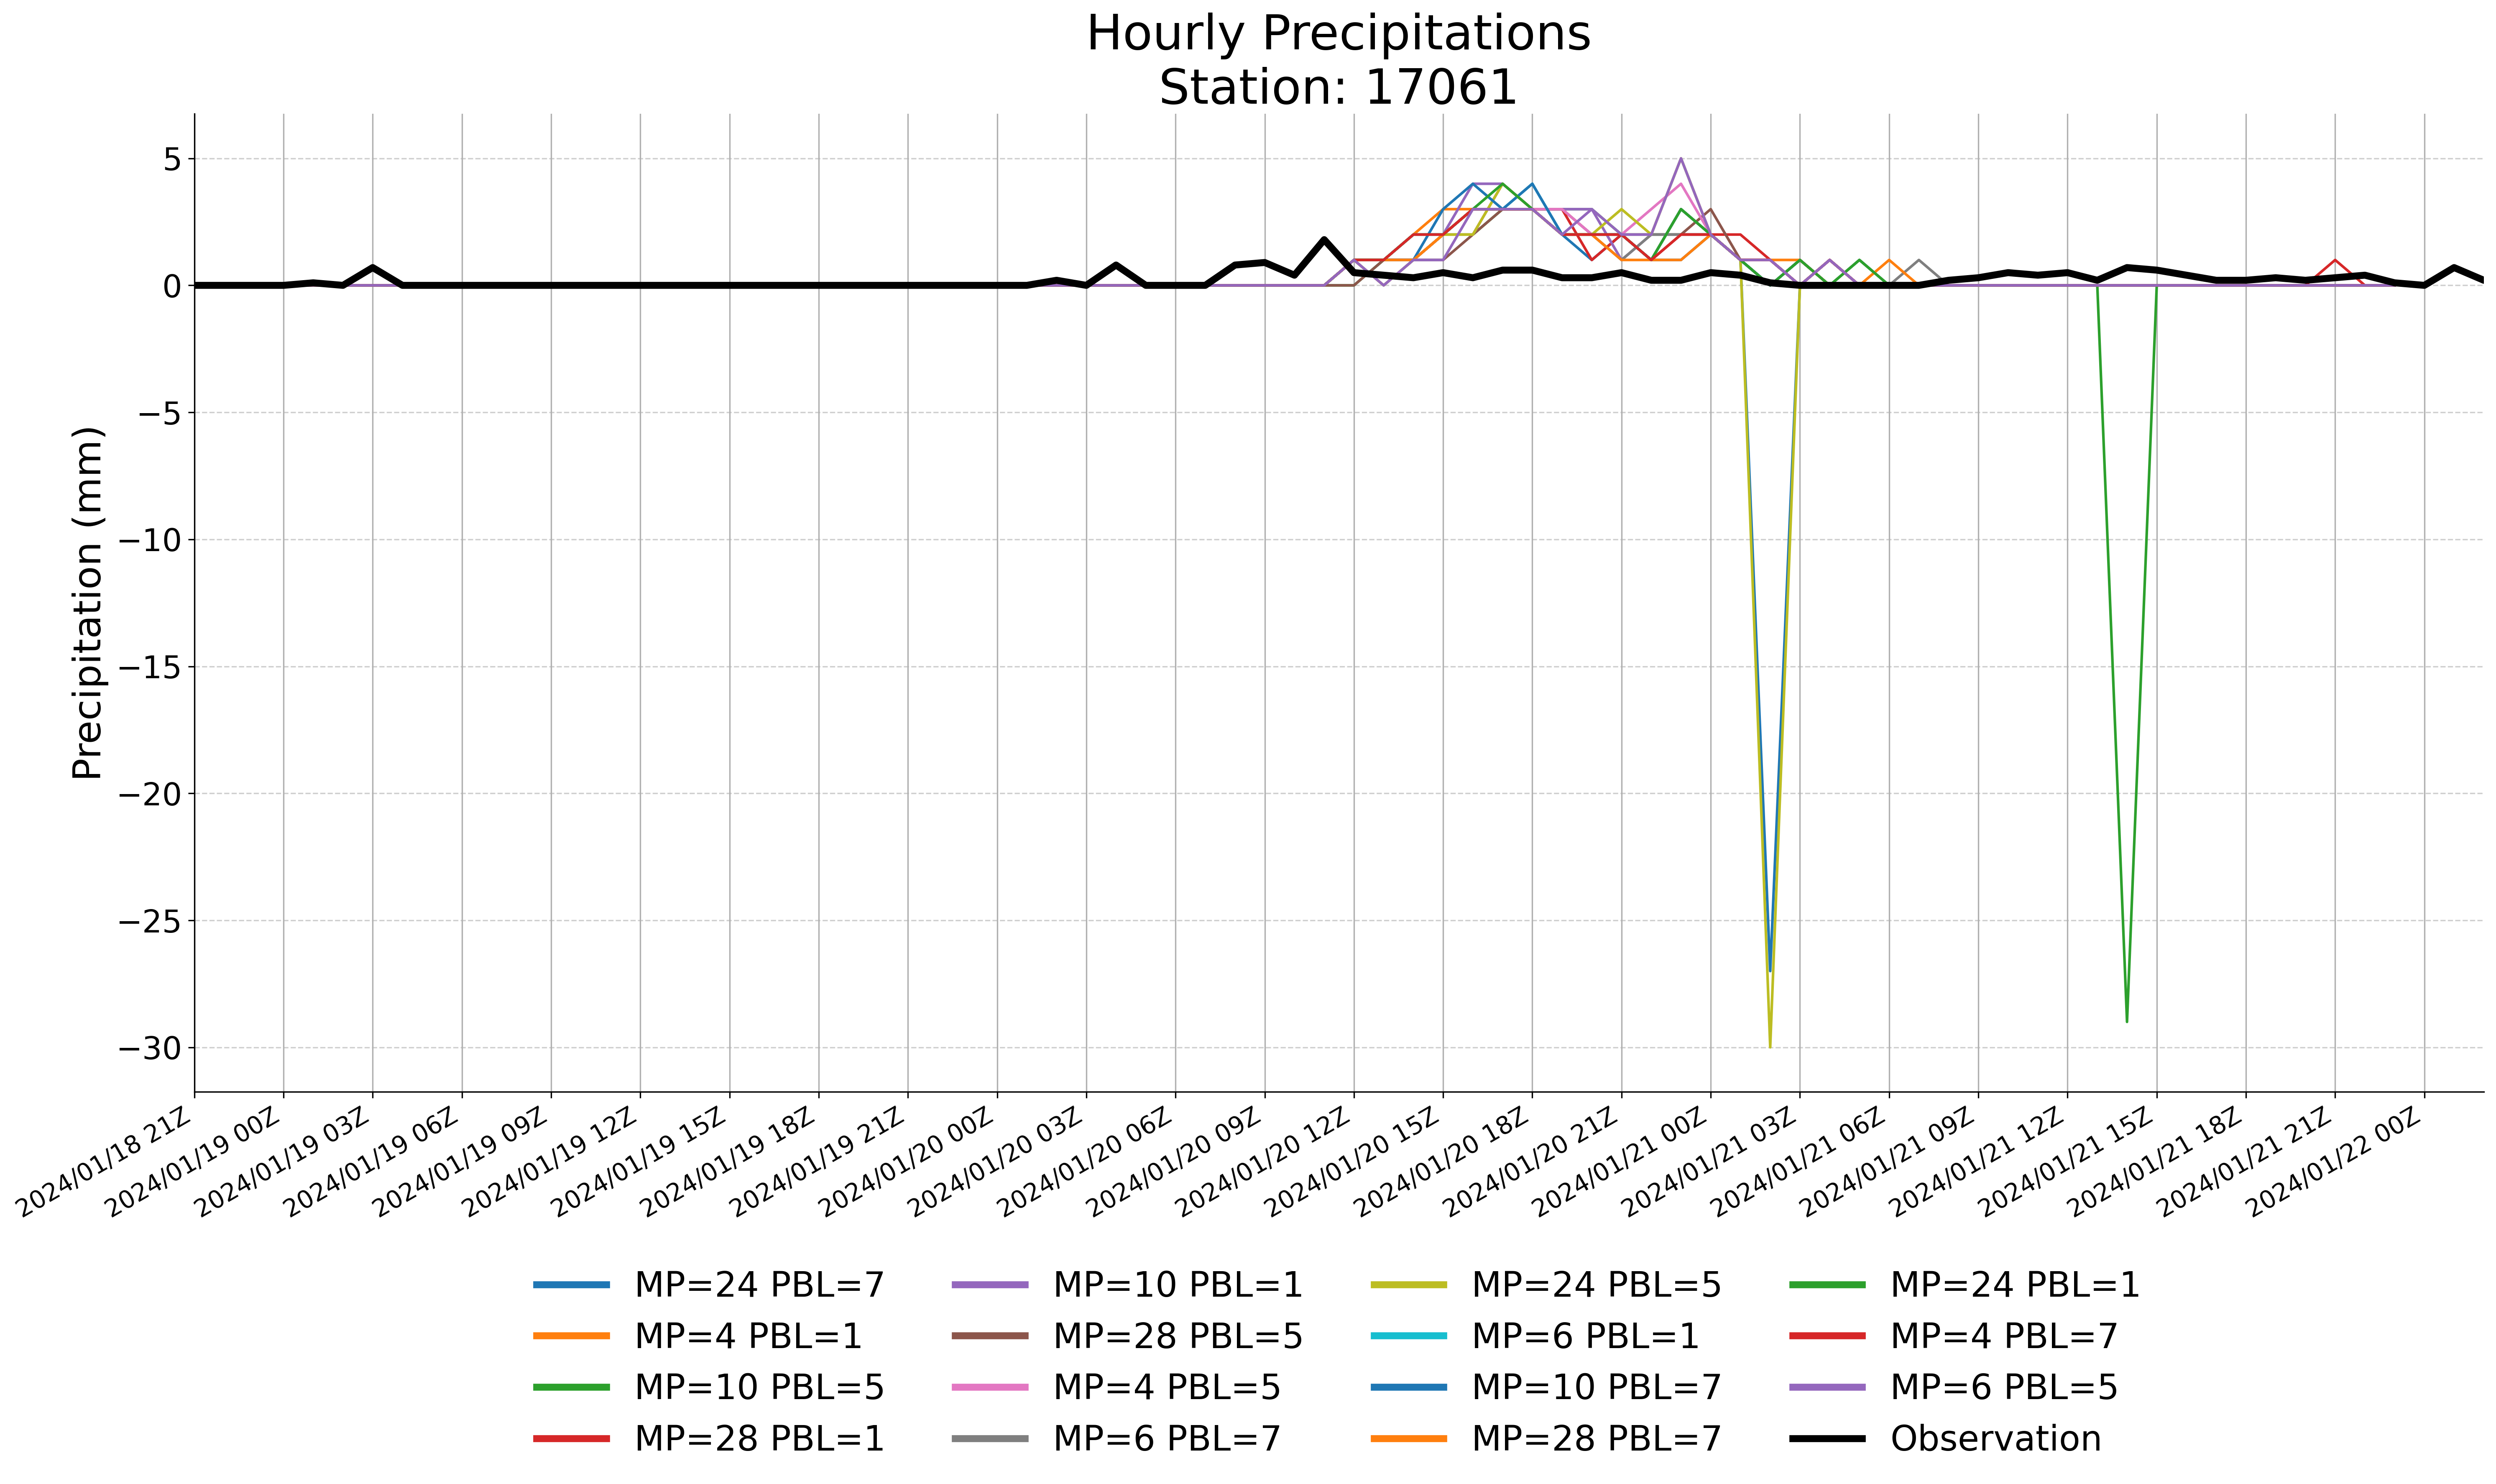 Hourly Precipitations
Station: 17061
Precipitation (mm)
5
0
−5
−10
−15
−20
−25
−30
2024/01/18 21Z
2024/01/19 00Z
2024/01/19 03Z
2024/01/19 06Z
2024/01/19 09Z
2024/01/19 12Z
2024/01/19 15Z
2024/01/19 18Z
2024/01/19 21Z
2024/01/20 00Z
2024/01/20 03Z
2024/01/20 06Z
2024/01/20 09Z
2024/01/20 12Z
2024/01/20 15Z
2024/01/20 18Z
2024/01/20 21Z
2024/01/21 00Z
2024/01/21 03Z
2024/01/21 06Z
2024/01/21 09Z
2024/01/21 12Z
2024/01/21 15Z
2024/01/21 18Z
2024/01/21 21Z
2024/01/22 00Z
MP=24 PBL=7
MP=4 PBL=1
MP=10 PBL=5
MP=28 PBL=1
MP=10 PBL=1
MP=28 PBL=5
MP=4 PBL=5
MP=6 PBL=7
MP=24 PBL=5
MP=6 PBL=1
MP=10 PBL=7
MP=28 PBL=7
MP=24 PBL=1
MP=4 PBL=7
MP=6 PBL=5
Observation